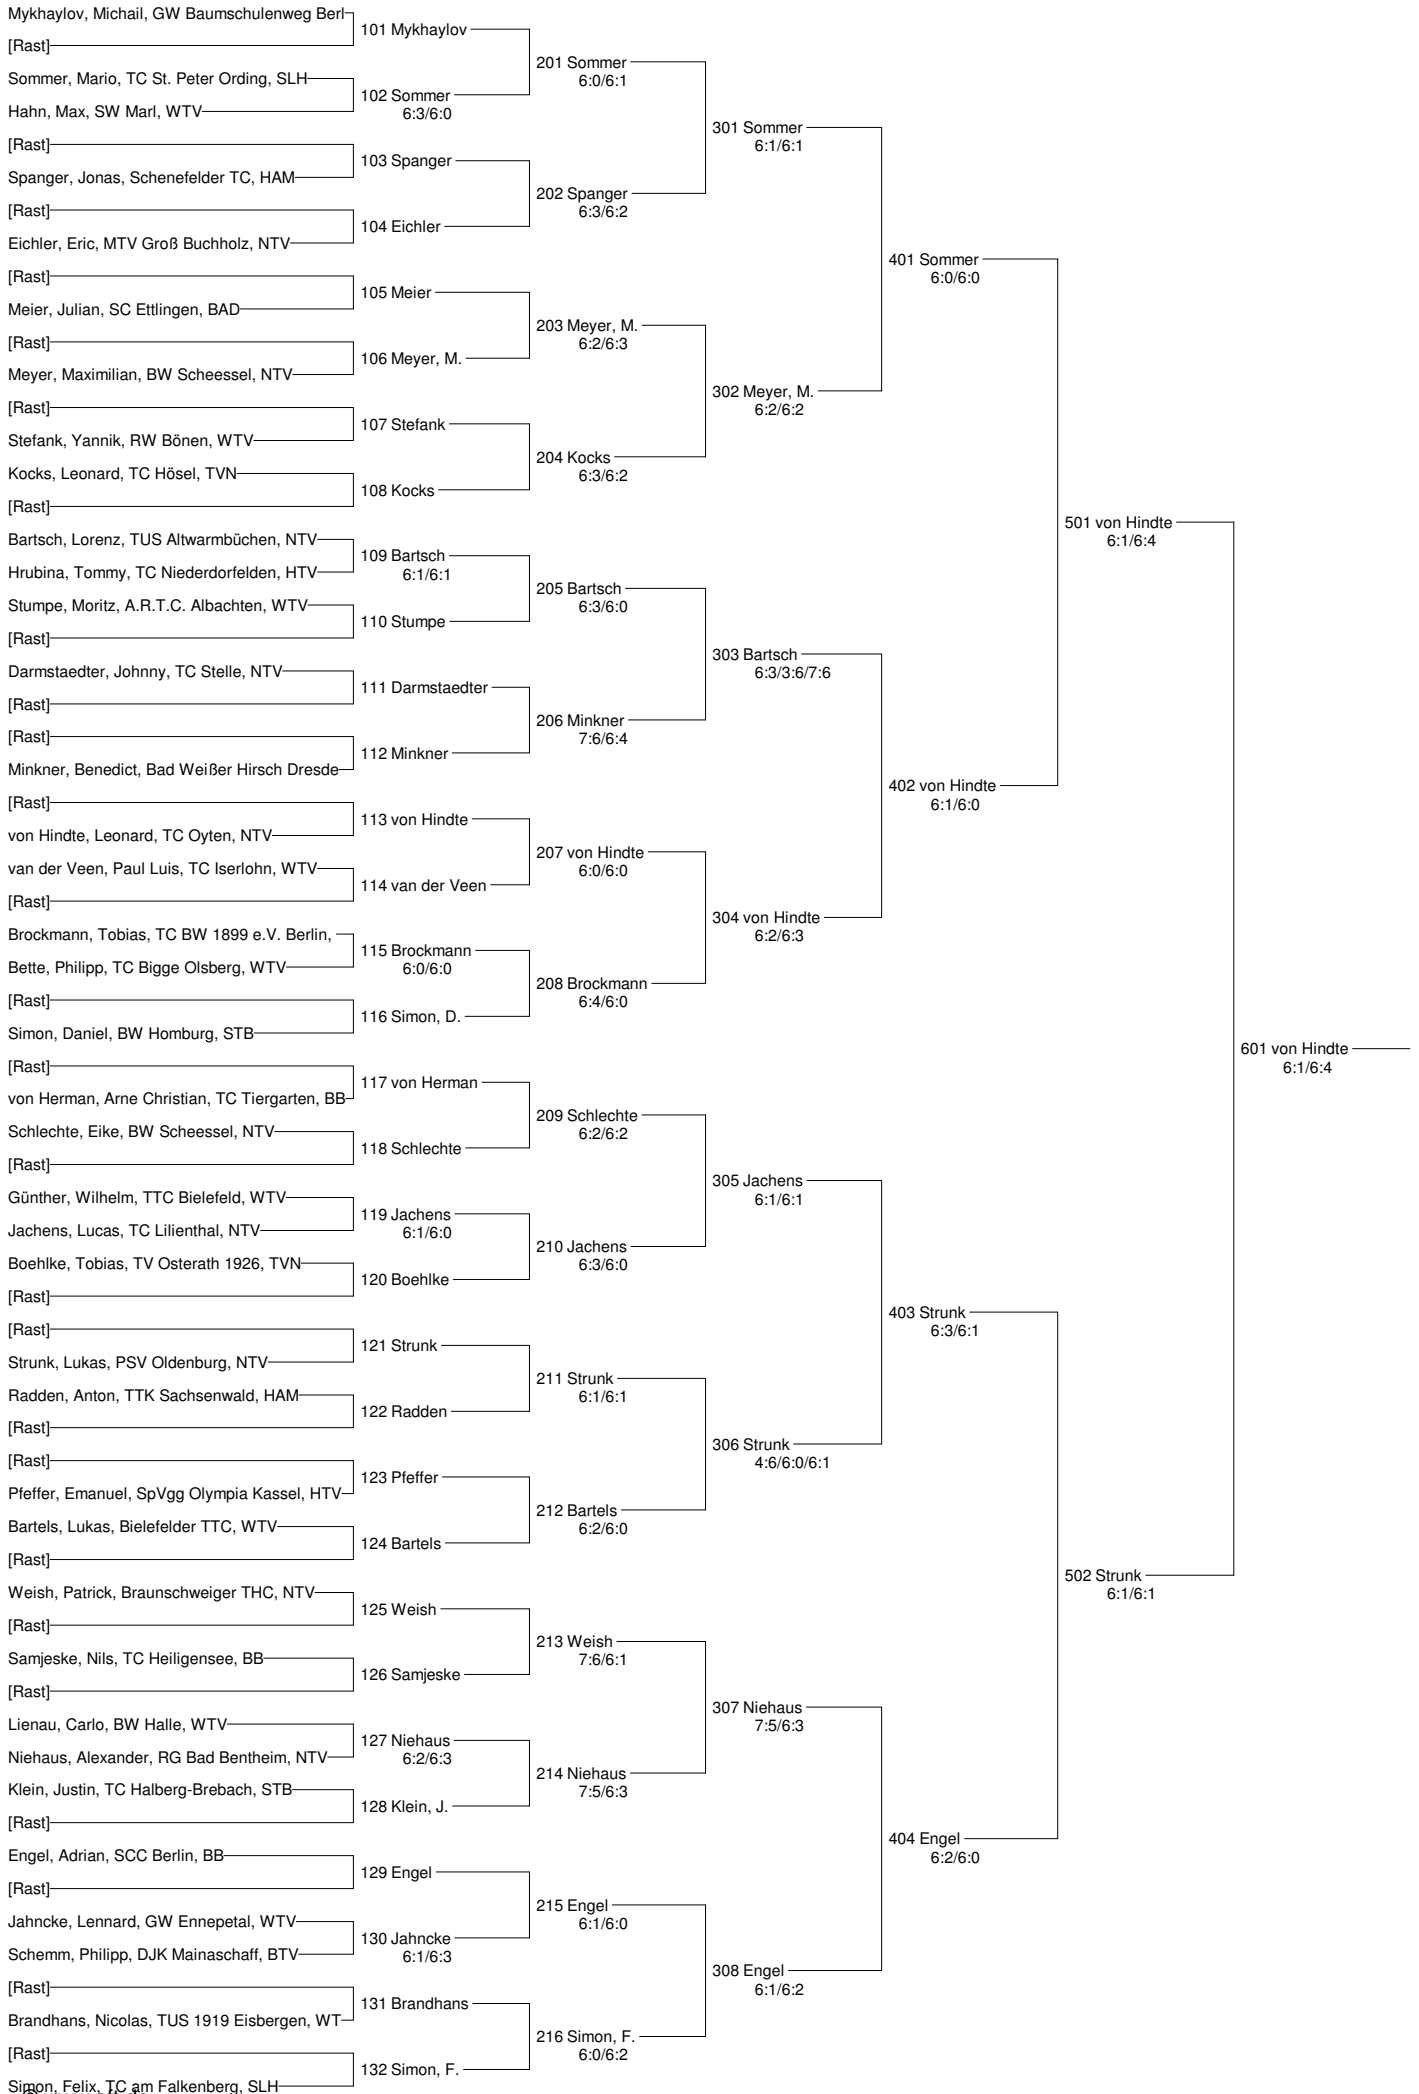 Mykhaylov, Michail, GW Baumschulenweg Berl
[Rast]
Sommer, Mario, TC St. Peter Ording, SLH
Hahn, Max, SW Marl, WTV
[Rast]
Spanger, Jonas, Schenefelder TC, HAM
[Rast]
Eichler, Eric, MTV Groß Buchholz, NTV
[Rast]
Meier, Julian, SC Ettlingen, BAD
[Rast]
Meyer, Maximilian, BW Scheessel, NTV
[Rast]
Stefank, Yannik, RW Bönen, WTV
Kocks, Leonard, TC Hösel, TVN
[Rast]
Bartsch, Lorenz, TUS Altwarmbüchen, NTV
Hrubina, Tommy, TC Niederdorfelden, HTV
Stumpe, Moritz, A.R.T.C. Albachten, WTV
[Rast]
Darmstaedter, Johnny, TC Stelle, NTV
[Rast]
[Rast]
Minkner, Benedict, Bad Weißer Hirsch Dresde
[Rast]
von Hindte, Leonard, TC Oyten, NTV
van der Veen, Paul Luis, TC Iserlohn, WTV
[Rast]
Brockmann, Tobias, TC BW 1899 e.V. Berlin,
Bette, Philipp, TC Bigge Olsberg, WTV
[Rast]
Simon, Daniel, BW Homburg, STB
[Rast]
von Herman, Arne Christian, TC Tiergarten, BB
Schlechte, Eike, BW Scheessel, NTV
[Rast]
Günther, Wilhelm, TTC Bielefeld, WTV
Jachens, Lucas, TC Lilienthal, NTV
Boehlke, Tobias, TV Osterath 1926, TVN
[Rast]
[Rast]
Strunk, Lukas, PSV Oldenburg, NTV
Radden, Anton, TTK Sachsenwald, HAM
[Rast]
[Rast]
Pfeffer, Emanuel, SpVgg Olympia Kassel, HTV
Bartels, Lukas, Bielefelder TTC, WTV
[Rast]
Weish, Patrick, Braunschweiger THC, NTV
[Rast]
Samjeske, Nils, TC Heiligensee, BB
[Rast]
Lienau, Carlo, BW Halle, WTV
Niehaus, Alexander, RG Bad Bentheim, NTV
Klein, Justin, TC Halberg-Brebach, STB
[Rast]
Engel, Adrian, SCC Berlin, BB
[Rast]
Jahncke, Lennard, GW Ennepetal, WTV
Schemm, Philipp, DJK Mainaschaff, BTV
[Rast]
Brandhans, Nicolas, TUS 1919 Eisbergen, WT
[Rast]
Simon, Felix, TC am Falkenberg, SLH
101 Mykhaylov
102 Sommer
6:3/6:0
103 Spanger
104 Eichler
105 Meier
106 Meyer, M.
107 Stefank
108 Kocks
109 Bartsch
6:1/6:1
110 Stumpe
111 Darmstaedter
112 Minkner
113 von Hindte
114 van der Veen
115 Brockmann
6:0/6:0
116 Simon, D.
117 von Herman
118 Schlechte
119 Jachens
6:1/6:0
120 Boehlke
121 Strunk
122 Radden
123 Pfeffer
124 Bartels
125 Weish
126 Samjeske
127 Niehaus
6:2/6:3
128 Klein, J.
129 Engel
130 Jahncke
6:1/6:3
131 Brandhans
132 Simon, F.
201 Sommer
6:0/6:1
202 Spanger
6:3/6:2
203 Meyer, M.
6:2/6:3
204 Kocks
6:3/6:2
205 Bartsch
6:3/6:0
206 Minkner
7:6/6:4
207 von Hindte
6:0/6:0
208 Brockmann
6:4/6:0
209 Schlechte
6:2/6:2
210 Jachens
6:3/6:0
211 Strunk
6:1/6:1
212 Bartels
6:2/6:0
213 Weish
7:6/6:1
214 Niehaus
7:5/6:3
215 Engel
6:1/6:0
216 Simon, F.
6:0/6:2
301 Sommer
6:1/6:1
302 Meyer, M.
6:2/6:2
303 Bartsch
6:3/3:6/7:6
304 von Hindte
6:2/6:3
305 Jachens
6:1/6:1
306 Strunk
4:6/6:0/6:1
307 Niehaus
7:5/6:3
308 Engel
6:1/6:2
401 Sommer
6:0/6:0
402 von Hindte
6:1/6:0
403 Strunk
6:3/6:1
404 Engel
6:2/6:0
501 von Hindte
6:1/6:4
502 Strunk
6:1/6:1
601 von Hindte
6:1/6:4